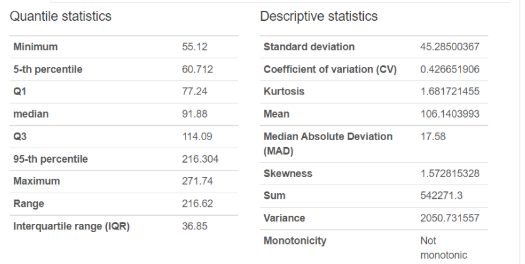 Quantile statistics
Minimum 55.12
5-th percentile 60.712
Q1 77.24
median 91.88
Q3 114.09
95-th percentile 216.304
Maximum 271.74
Range 216.62
Interquartile range (IQR) 36.85
Descriptive statistics
Standard deviation 45.28500367
Coefficient of variation (CV) 0.426651906
Kurtosis 1.681721455
Mean 106.1403993
Median Absolute Deviation 17.58
(MAD)
Skewness 1.572815328
Sum 542271.3
Variance 2050.731557
Monotonicity Not
monotonic